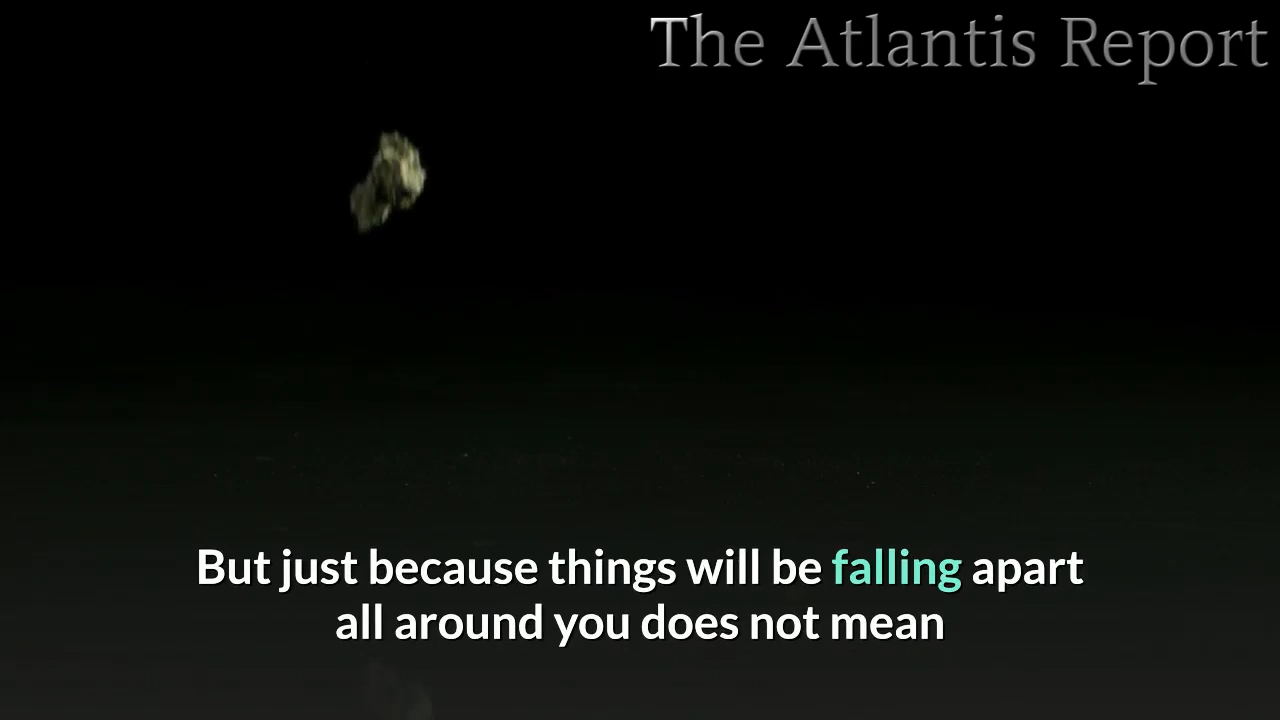 The Atlantis Report
But just because things will be falling apart
all around you does not mean